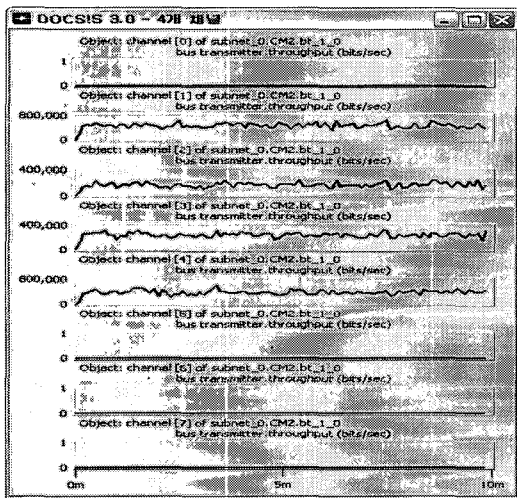 DOCSIS 3.0 - 4개 채널
Object: channel [0] of subnet_0.CM2.bt_1_0
bus transmitter.throughput (bits/sec)
1
0
Object: channel [1] of subnet_0.CM2.bt_1_0
bus transmitter.throughput (bits/sec)
800,000
0
Object: channel [2] of subnet_0.CM2.bt_1_0
bus transmitter.throughput (bits/sec)
400,000
0
Object: channel [3] of subnet_0.CM2.bt_1_0
bus transmitter.throughput (bits/sec)
400,000
0
Object: channel [4] of subnet_0.CM2.bt_1_0
bus transmitter.throughput (bits/sec)
600,000
0
Object: channel [5] of subnet_0.CM2.bt_1_0
bus transmitter.throughput (bits/sec)
1
0
Object: channel [6] of subnet_0.CM2.bt_1_0
bus transmitter.throughput (bits/sec)
1
0
Object: channel [7] of subnet_0.CM2.bt_1_0
bus transmitter.throughput (bits/sec)
1
0
0m 5m 10m